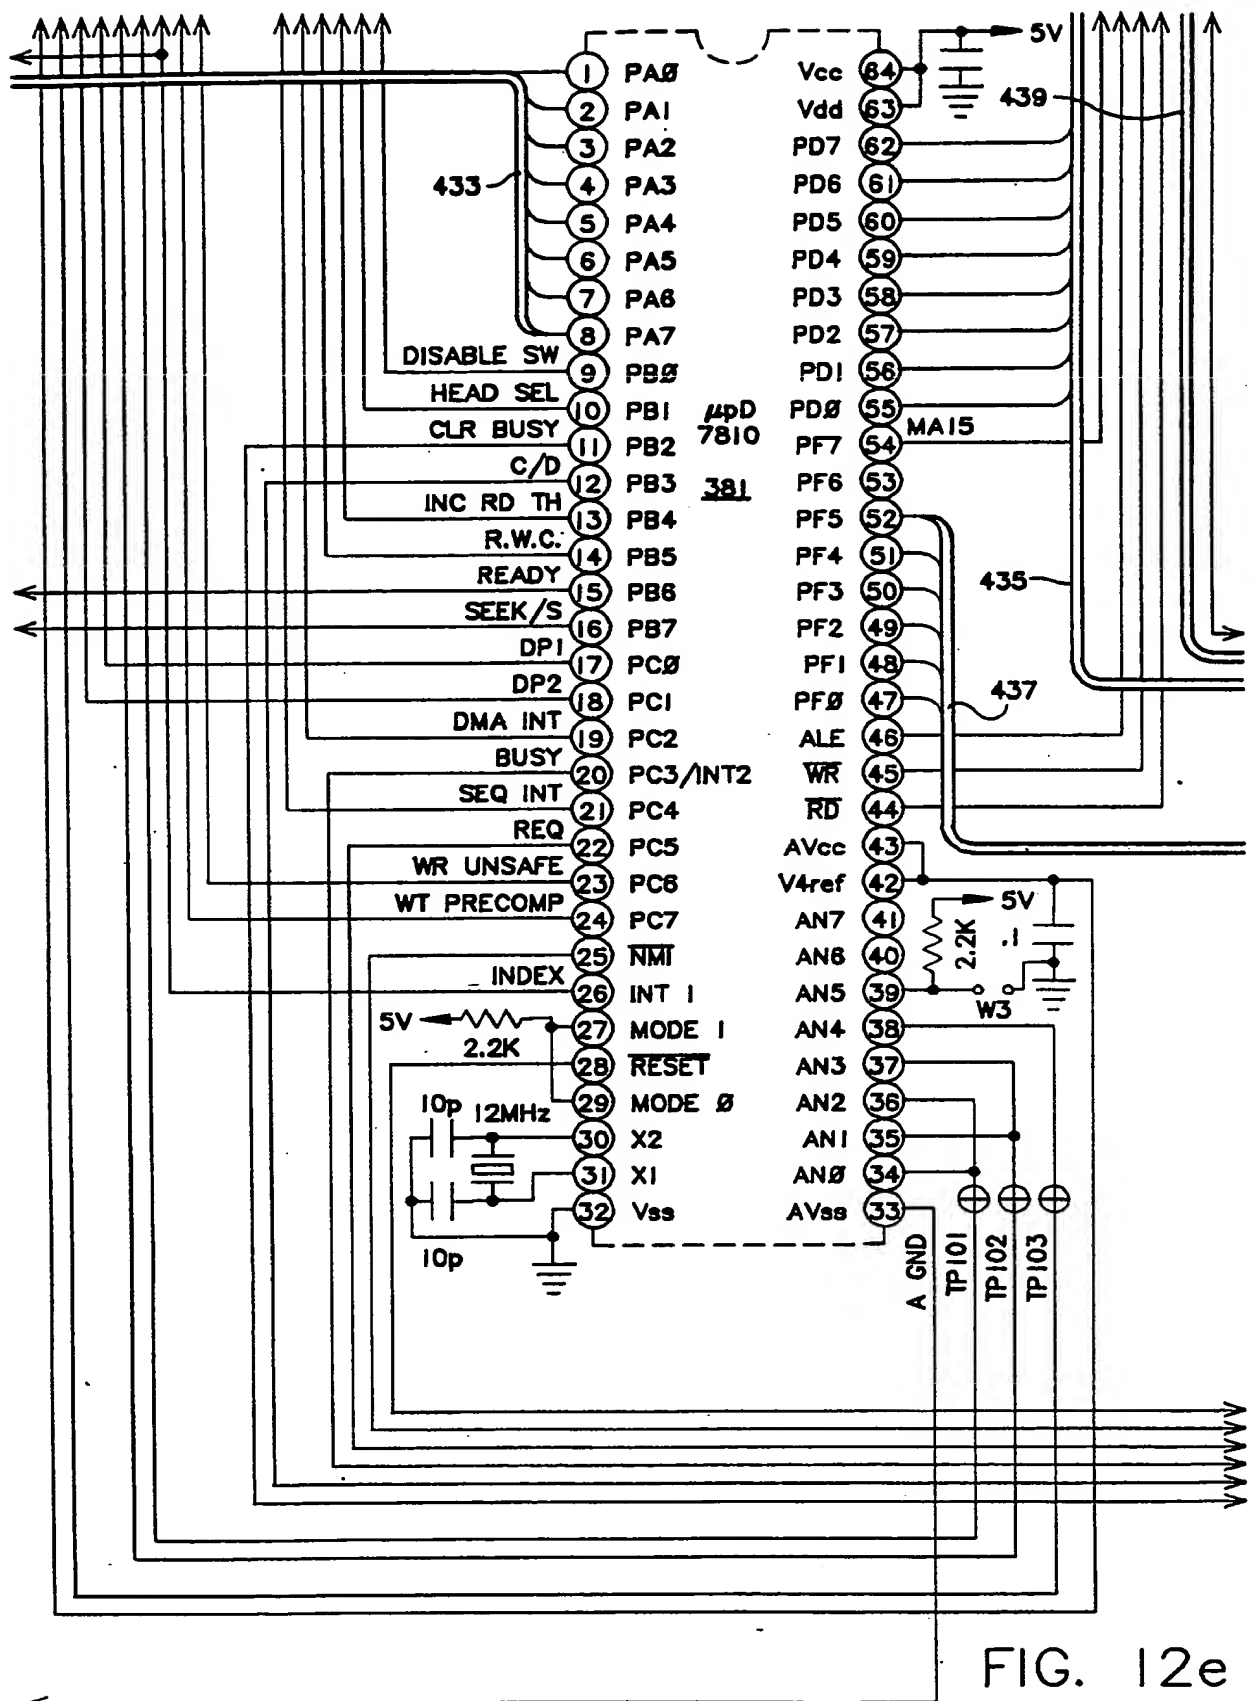 5V
1 PAØ
Vcc 64
2 PA1
Vdd 63
439
3 PA2
PD7 62
433
4 PA3
PD6 61
5 PA4
PD5 60
6 PA5
PD4 59
7 PA6
PD3 58
8 PA7
PD2 57
DISABLE SW 9 PBØ
PD1 56
HEAD SEL 10 PB1
µpD
7810
381
PDØ 55
CLR BUSY 11 PB2
PF7 54 MA15
C/D 12 PB3
PF6 53
INC RD TH 13 PB4
PF5 52
R.W.C. 14 PB5
PF4 51
435
READY 15 PB6
PF3 50
SEEK/S 16 PB7
PF2 49
DP1 17 PCØ
PF1 48
437
DP2 18 PC1
PFØ 47
DMA INT 19 PC2
ALE 46
BUSY 20 PC3/INT2
WR 45
SEQ INT 21 PC4
RD 44
REQ 22 PC5
AVcc 43
WR UNSAFE 23 PC6
V4ref 42
WT PRECOMP 24 PC7
AN7 41
5V
2.2K
.1
25 NMI
AN6 40
INDEX 26 INT 1
AN5 39
W3
5V
2.2K
27 MODE 1
AN4 38
28 RESET
AN3 37
29 MODE Ø
AN2 36
10p
12MHz
30 X2
AN1 35
31 X1
ANØ 34
32 Vss
AVss 33
10p
A GND
TP101
TP102
TP103
FIG. 12e